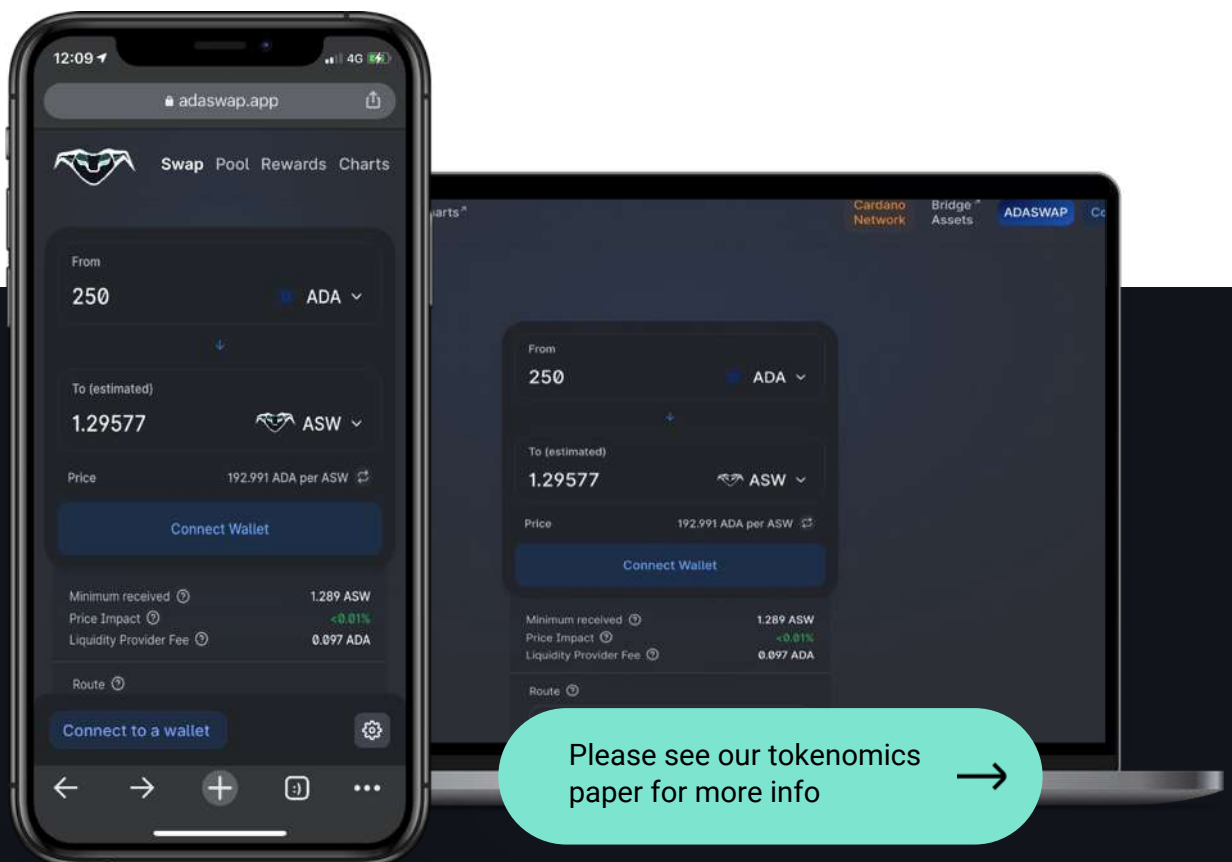 12:09
4G
adaswap.app
Swap Pool Rewards Charts
From
250 ADA
To (estimated)
1.29577 ASW
Price 192.991 ADA per ASW
Connect Wallet
Minimum received 1.289 ASW
Price Impact <0.01%
Liquidity Provider Fee 0.097 ADA
Route
Connect to a wallet
:)
Cardano
Network
Bridge
Assets
ADASWAP
From
250 ADA
To (estimated)
1.29577 ASW
Price 192.991 ADA per ASW
Connect Wallet
Minimum received 1.289 ASW
Price Impact <0.01%
Liquidity Provider Fee 0.097 ADA
Route
Please see our tokenomics
paper for more info